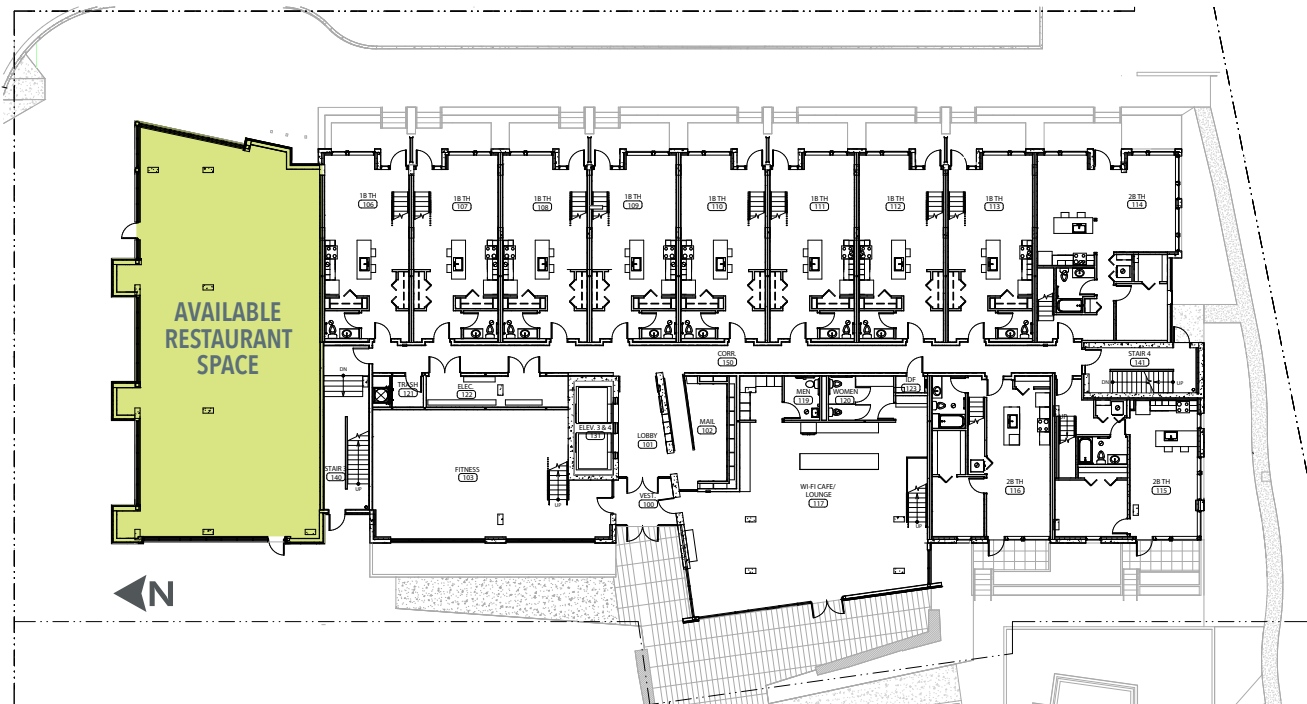 1B TH
106
1B TH
107
1B TH
108
1B TH
109
1B TH
110
1B TH
111
1B TH
112
1B TH
113
2B TH
114
AVAILABLE
RESTAURANT
SPACE
CORR.
150
STAIR 4
141
DN
UP
DN
TRASH
121
ELEC.
122
MEN
119
WOMEN
120
IDF
123
ELEV. 3 & 4
131
LOBBY
101
MAIL
102
STAIR 3
140
UP
FITNESS
103
UP
VEST.
100
WI-FI CAFE/
LOUNGE
117
UP
2B TH
116
2B TH
115
N